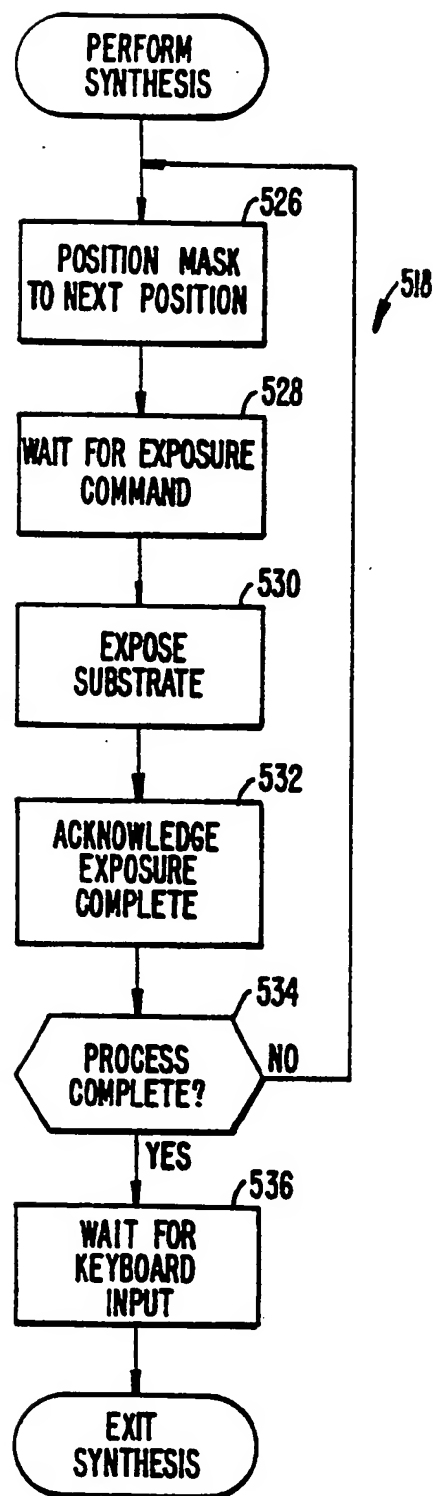 PERFORM
SYNTHESIS
526
POSITION MASK
TO NEXT POSITION
518
528
WAIT FOR EXPOSURE
COMMAND
530
EXPOSE
SUBSTRATE
532
ACKNOWLEDGE
EXPOSURE
COMPLETE
534
PROCESS
COMPLETE?
NO
YES
536
WAIT FOR
KEYBOARD
INPUT
EXIT
SYNTHESIS